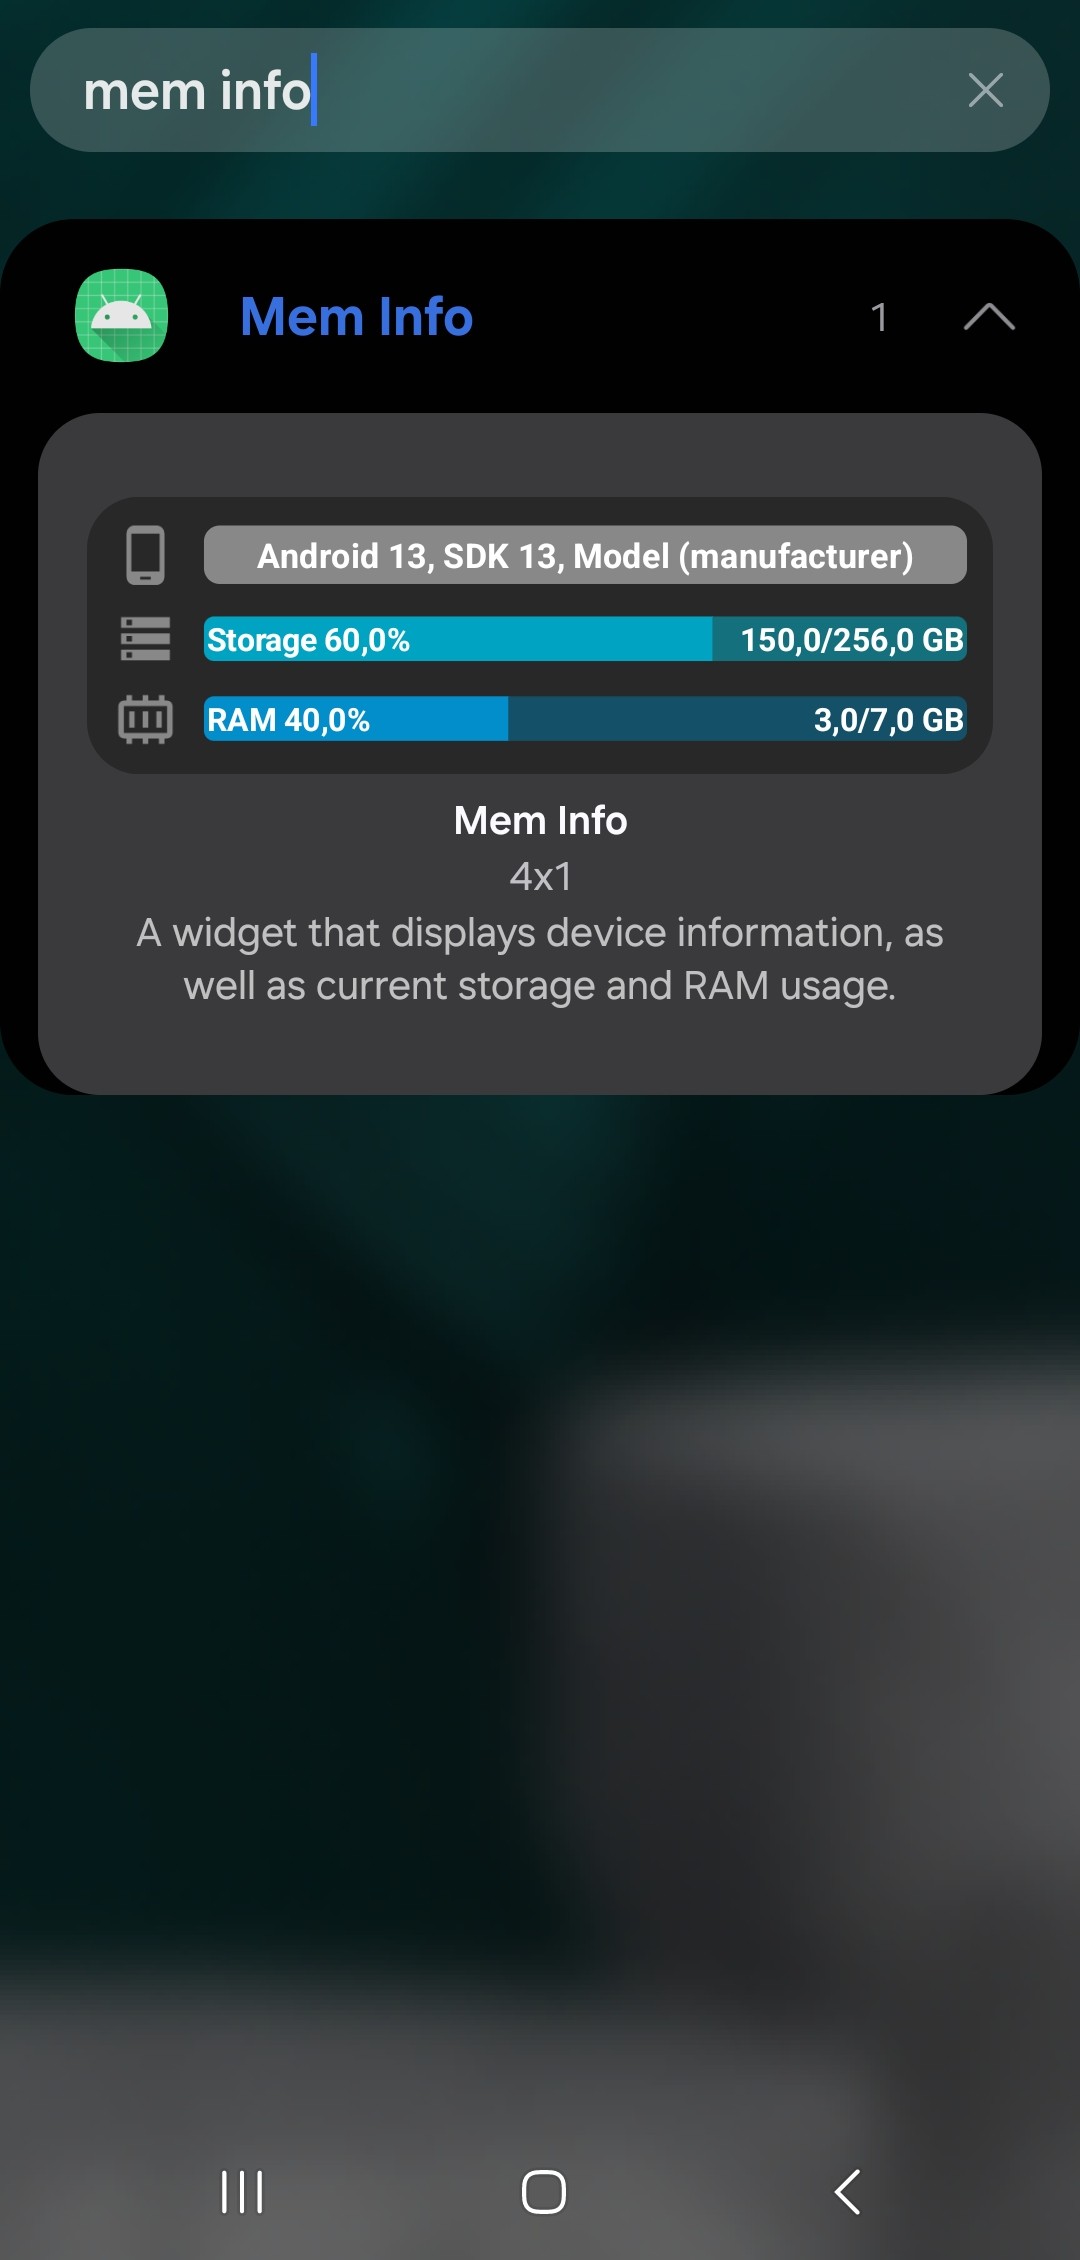 mem info
Mem Info 1
Android 13, SDK 13, Model (manufacturer)
Storage 60,0% 150,0/256,0 GB
RAM 40,0% 3,0/7,0 GB
Mem Info
4x1
A widget that displays device information, as
well as current storage and RAM usage.